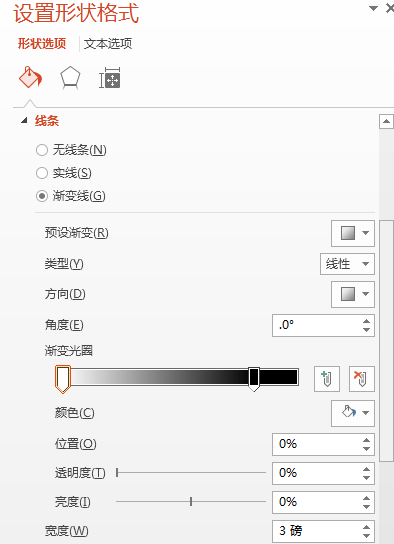 设置形状格式
形状选项 文本选项
线条
无线条(N)
实线(S)
渐变线(G)
预设渐变(R)
类型(Y) 线性
方向(D)
角度(E) .0°
渐变光圈
颜色(C)
位置(O) 0%
透明度(T) 0%
亮度(I) 0%
宽度(W) 3 磅